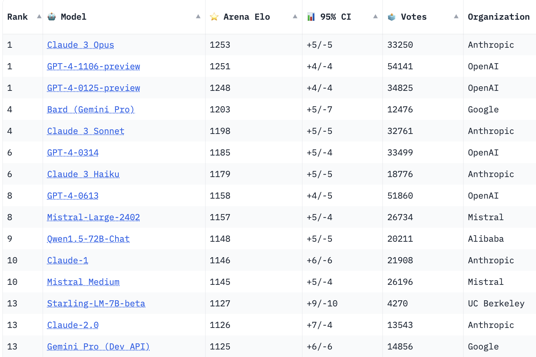 Rank ▲ 🤖 Model ▲ ⭐ Arena Elo ▲ 📊 95% CI ▲ 🗳️ Votes ▲ Organization
1 Claude 3 Opus 1253 +5/-5 33250 Anthropic
1 GPT-4-1106-preview 1251 +4/-4 54141 OpenAI
1 GPT-4-0125-preview 1248 +4/-4 34825 OpenAI
4 Bard (Gemini Pro) 1203 +5/-7 12476 Google
4 Claude 3 Sonnet 1198 +5/-5 32761 Anthropic
6 GPT-4-0314 1185 +5/-4 33499 OpenAI
6 Claude 3 Haiku 1179 +5/-5 18776 Anthropic
8 GPT-4-0613 1158 +4/-5 51860 OpenAI
8 Mistral-Large-2402 1157 +5/-4 26734 Mistral
9 Qwen1.5-72B-Chat 1148 +5/-5 20211 Alibaba
10 Claude-1 1146 +6/-6 21908 Anthropic
10 Mistral Medium 1145 +5/-4 26196 Mistral
13 Starling-LM-7B-beta 1127 +9/-10 4270 UC Berkeley
13 Claude-2.0 1126 +7/-4 13543 Anthropic
13 Gemini Pro (Dev API) 1125 +6/-6 14856 Google